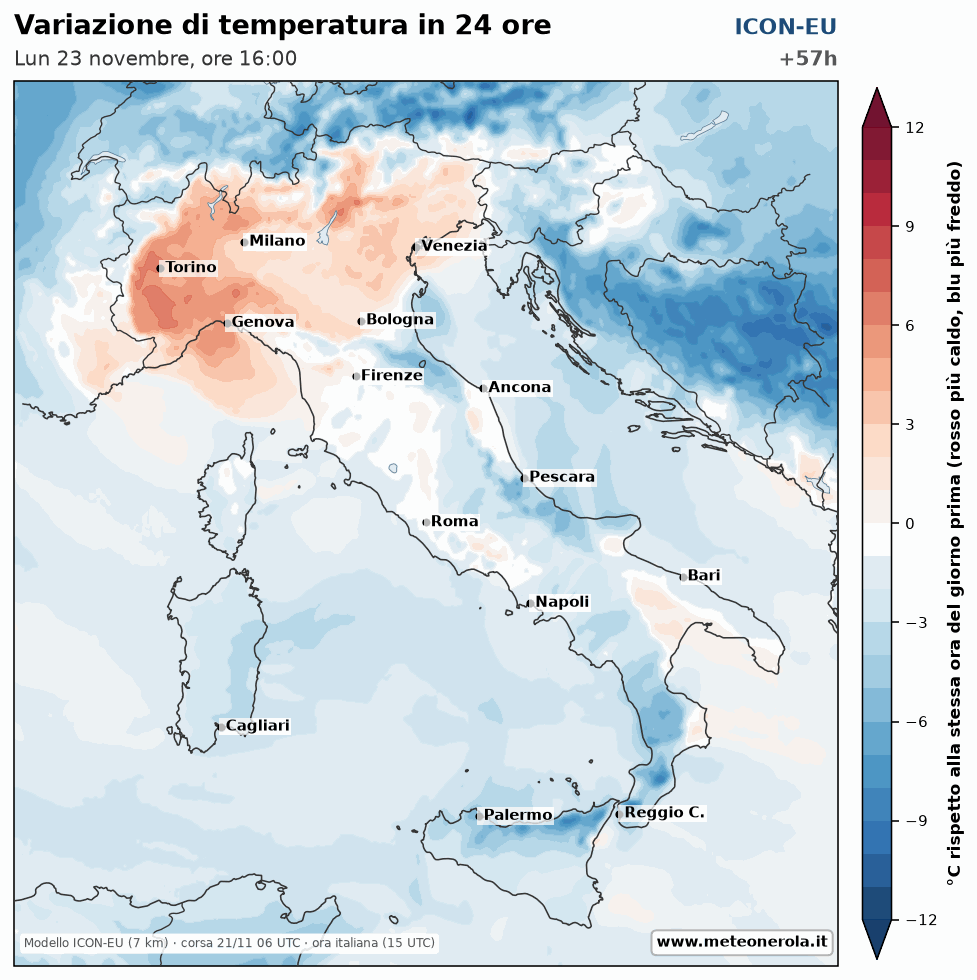 Variazione di temperatura in 24 ore
ICON-EU
Lun 23 novembre, ore 16:00
+57h
Milano
Venezia
Torino
Genova
Bologna
Firenze
Ancona
Pescara
Roma
Bari
Napoli
Cagliari
Palermo
Reggio C.
12
9
6
3
0
−3
−6
−9
−12
°C rispetto alla stessa ora del giorno prima (rosso più caldo, blu più freddo)
Modello ICON-EU (7 km) · corsa 21/11 06 UTC · ora italiana (15 UTC)
www.meteonerola.it